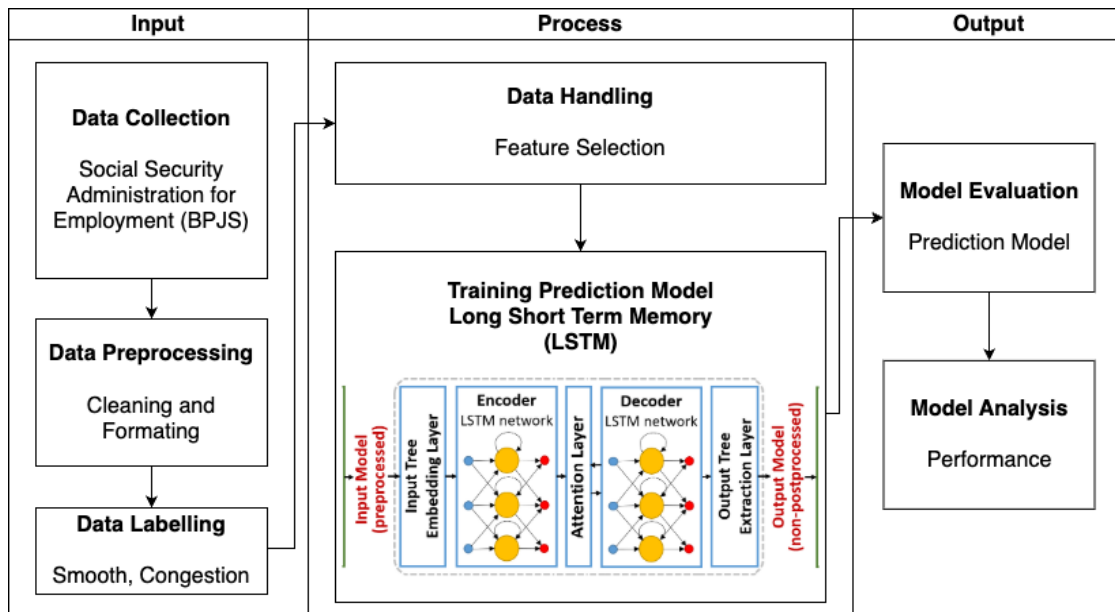 Input
Process
Output
Data Collection
Social Security
Administration for
Employment (BPJS)
Data Preprocessing
Cleaning and
Formating
Data Labelling
Smooth, Congestion
Data Handling
Feature Selection
Training Prediction Model
Long Short Term Memory
(LSTM)
Input Model
(preprocessed)
Input Tree
Embedding Layer
Encoder
LSTM network
Attention Layer
Decoder
LSTM network
Output Tree
Extraction Layer
Output Model
(non-postprocessed)
Model Evaluation
Prediction Model
Model Analysis
Performance